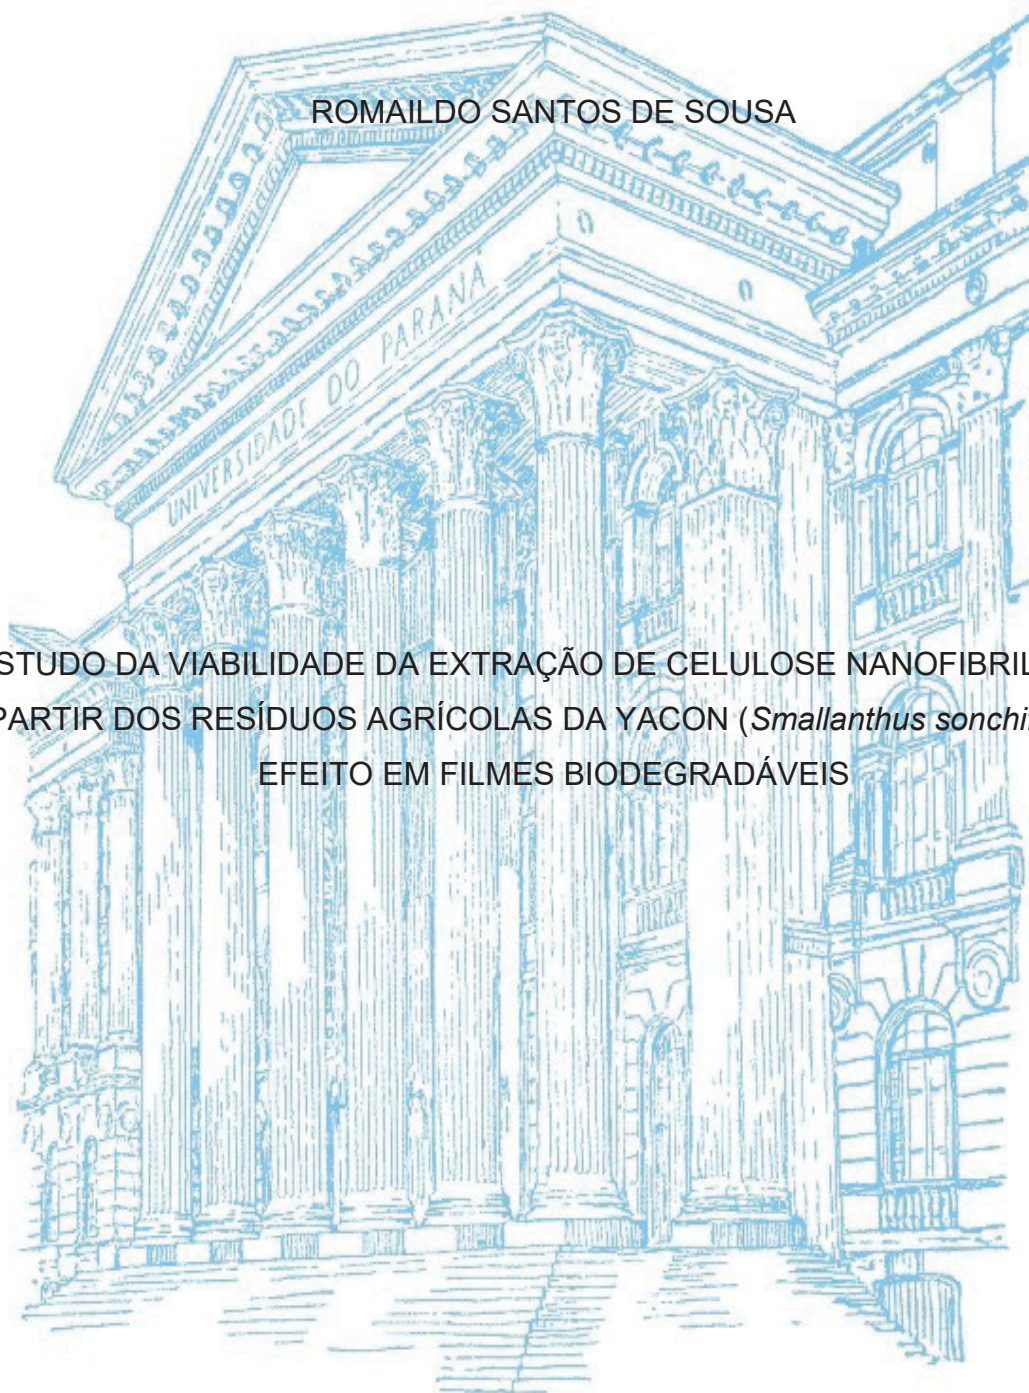 ROMAILDO SANTOS DE SOUSA
UNIVERSIDADE DO PARANÁ
STUDO DA VIABILIDADE DA EXTRAÇÃO DE CELULOSE NANOFIBRIL
PARTIR DOS RESÍDUOS AGRÍCOLAS DA YACON (Smallanthus sonchi
EFEITO EM FILMES BIODEGRADÁVEIS